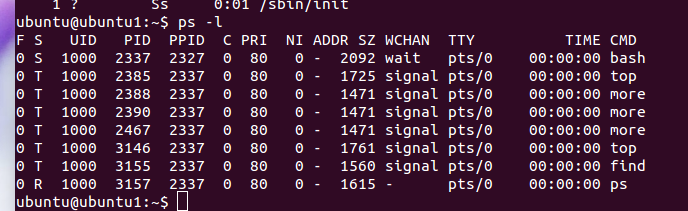 1 ? Ss 0:01 /sbin/init
ubuntu@ubuntu1:~$ ps -l
F S UID PID PPID C PRI NI ADDR SZ WCHAN TTY TIME CMD
0 S 1000 2337 2327 0 80 0 - 2092 wait pts/0 00:00:00 bash
0 T 1000 2385 2337 0 80 0 - 1725 signal pts/0 00:00:00 top
0 T 1000 2388 2337 0 80 0 - 1471 signal pts/0 00:00:00 more
0 T 1000 2390 2337 0 80 0 - 1471 signal pts/0 00:00:00 more
0 T 1000 2467 2337 0 80 0 - 1471 signal pts/0 00:00:00 more
0 T 1000 3146 2337 0 80 0 - 1761 signal pts/0 00:00:00 top
0 T 1000 3155 2337 0 80 0 - 1560 signal pts/0 00:00:00 find
0 R 1000 3157 2337 0 80 0 - 1615 - pts/0 00:00:00 ps
ubuntu@ubuntu1:~$